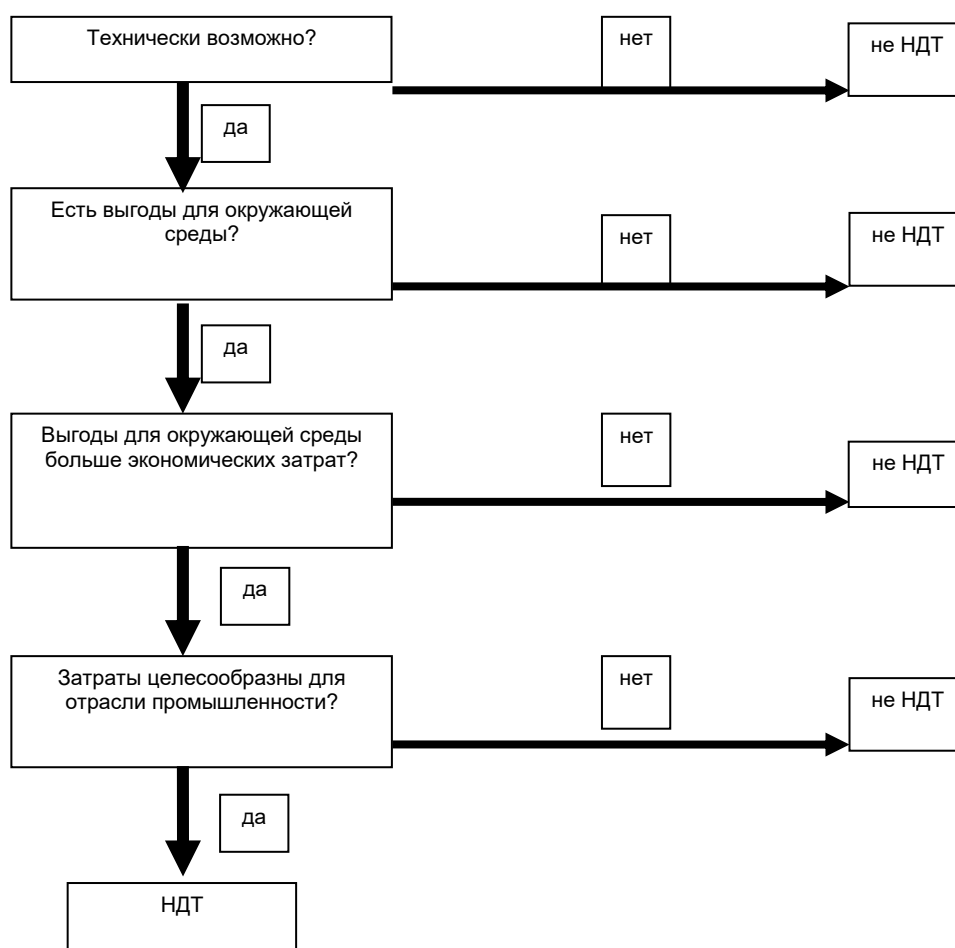 Технически возможно?
нет
не НДТ
да
Есть выгоды для окружающей
среды?
нет
не НДТ
да
Выгоды для окружающей среды
больше экономических затрат?
нет
не НДТ
да
Затраты целесообразны для
отрасли промышленности?
нет
не НДТ
да
НДТ